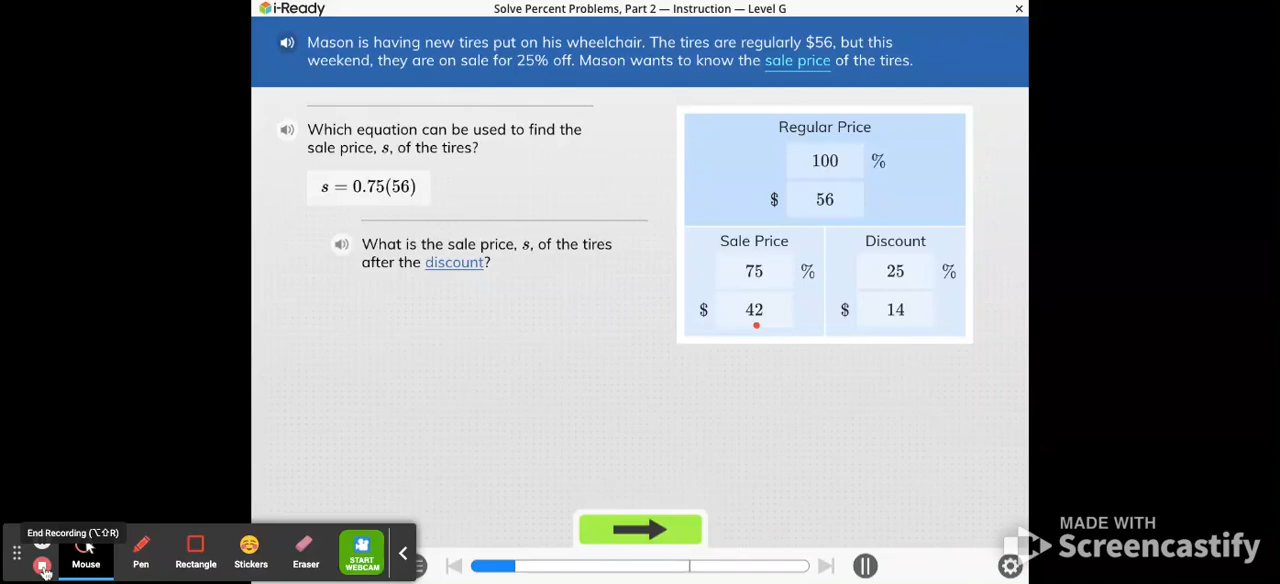 i-Ready
Solve Percent Problems, Part 2 — Instruction — Level G
×
Mason is having new tires put on his wheelchair. The tires are regularly $56, but this
weekend, they are on sale for 25% off. Mason wants to know the sale price of the tires.
Which equation can be used to find the
sale price, s, of the tires?
s = 0.75(56)
What is the sale price, s, of the tires
after the discount?
Regular Price
100 %
$ 56
Sale Price
75 %
$ 42
Discount
25 %
$ 14
End Recording (⌥⇧R)
Mouse
Pen
Rectangle
Stickers
Eraser
START
WEBCAM
MADE WITH
Screencastify